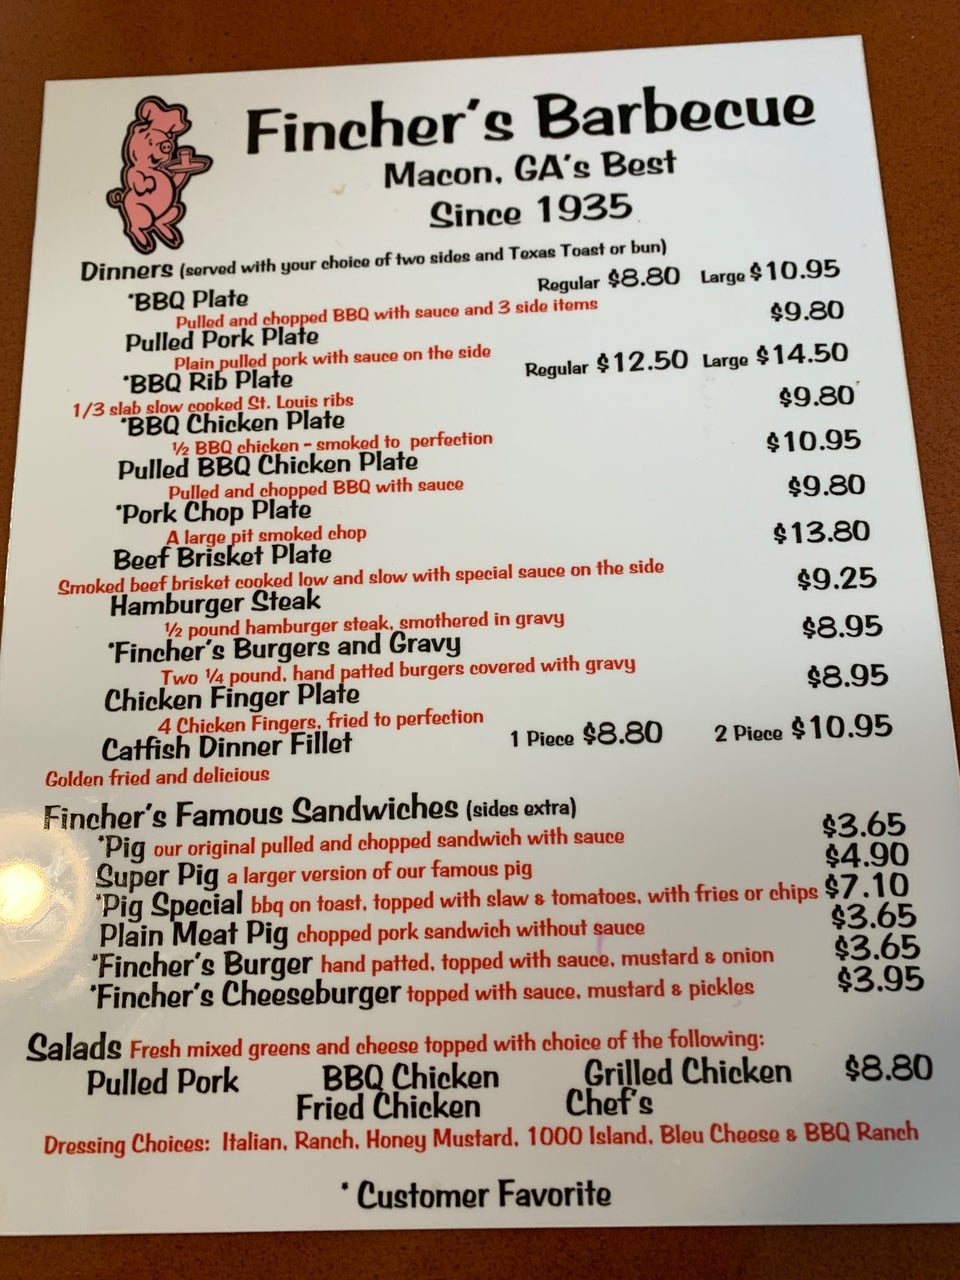 Fincher's Barbecue
Macon, GA's Best
Since 1935
Dinners (served with your choice of two sides and Texas Toast or bun)
*BBQ Plate Regular $8.80 Large $10.95
Pulled and chopped BBQ with sauce and 3 side items
Pulled Pork Plate $9.80
Plain pulled pork with sauce on the side
*BBQ Rib Plate Regular $12.50 Large $14.50
1/3 slab slow cooked St. Louis ribs
*BBQ Chicken Plate $9.80
½ BBQ chicken - smoked to perfection
Pulled BBQ Chicken Plate $10.95
Pulled and chopped BBQ with sauce
*Pork Chop Plate $9.80
A large pit smoked chop
Beef Brisket Plate $13.80
Smoked beef brisket cooked low and slow with special sauce on the side
Hamburger Steak $9.25
½ pound hamburger steak, smothered in gravy
*Fincher's Burgers and Gravy $8.95
Two ¼ pound, hand patted burgers covered with gravy
Chicken Finger Plate $8.95
4 Chicken Fingers, fried to perfection
Catfish Dinner Fillet 1 Piece $8.80 2 Piece $10.95
Golden fried and delicious
Fincher's Famous Sandwiches (sides extra)
*Pig our original pulled and chopped sandwich with sauce $3.65
Super Pig a larger version of our famous pig $4.90
*Pig Special bbq on toast, topped with slaw & tomatoes, with fries or chips $7.10
Plain Meat Pig chopped pork sandwich without sauce $3.65
*Fincher's Burger hand patted, topped with sauce, mustard & onion $3.65
*Fincher's Cheeseburger topped with sauce, mustard & pickles $3.95
Salads Fresh mixed greens and cheese topped with choice of the following:
Pulled Pork BBQ Chicken Grilled Chicken $8.80
Fried Chicken Chef's
Dressing Choices: Italian, Ranch, Honey Mustard, 1000 Island, Bleu Cheese & BBQ Ranch
* Customer Favorite